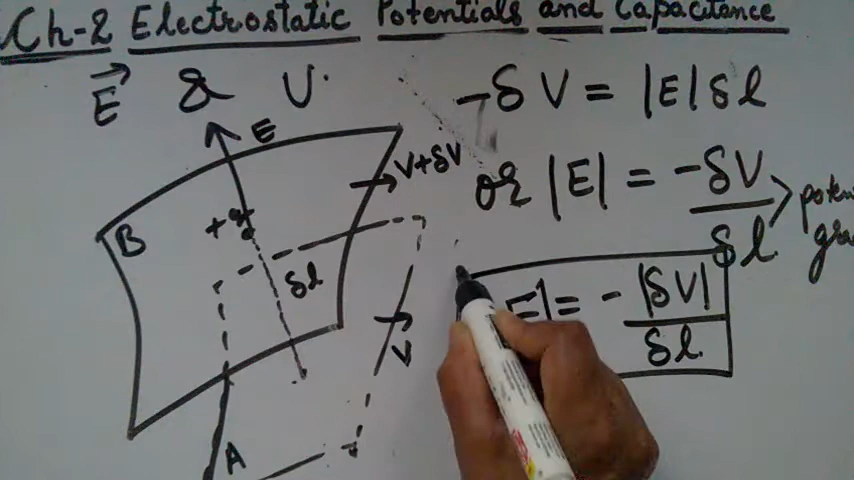 Ch-2 Electrostatic Potentials and Capacitance
E⃗ & V.
-δV = |E|δl
or |E| = -δV/δl
E| = -|δV|/δl
E
V+δV
B
+q
δl
V
A